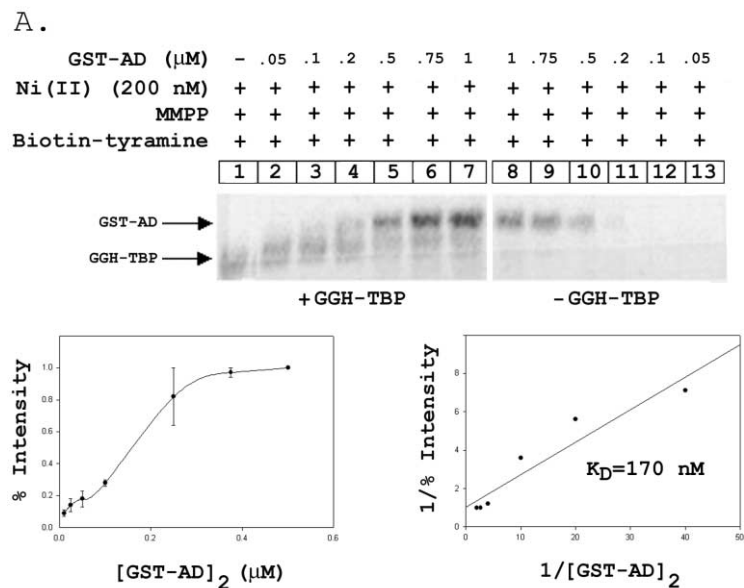 A.
GST-AD (μM) – .05 .1 .2 .5 .75 1 1 .75 .5 .2 .1 .05
Ni(II) (200 nM) + + + + + + + + + + + + +
MMPP + + + + + + + + + + + + +
Biotin-tyramine + + + + + + + + + + + + +
1 2 3 4 5 6 7 8 9 10 11 12 13
GST-AD
GGH-TBP
+GGH-TBP -GGH-TBP
% Intensity
1.0
0.8
0.6
0.4
0.2
0.0
0.0 0.2 0.4 0.6
[GST-AD]2 (μM)
1/% Intensity
8
6
4
2
0
0 10 20 30 40 50
KD=170 nM
1/[GST-AD]2